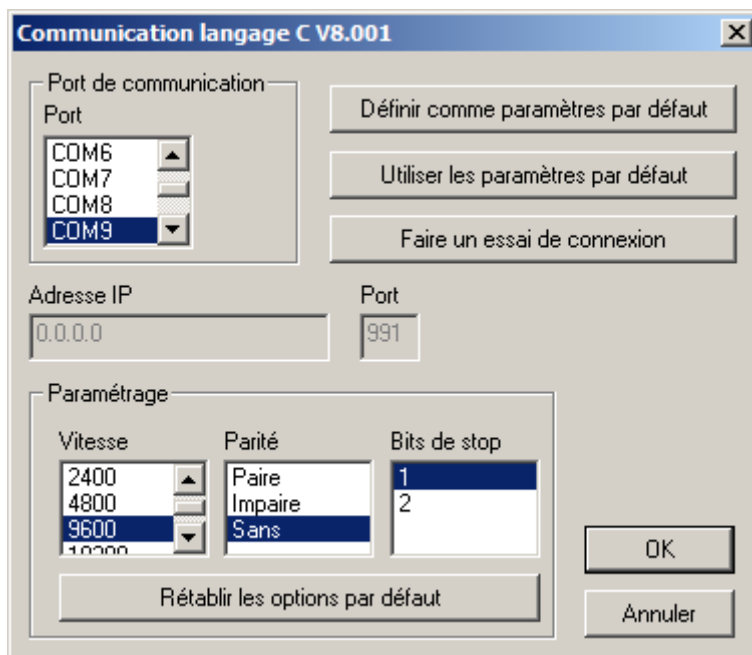 Communication langage C V8.001
Port de communication
Port
COM6
COM7
COM8
COM9
Définir comme paramètres par défaut
Utiliser les paramètres par défaut
Faire un essai de connexion
Adresse IP
Port
0.0.0.0
991
Paramétrage
Vitesse
Parité
Bits de stop
2400
4800
9600
Paire
Impaire
Sans
1
2
Rétablir les options par défaut
OK
Annuler